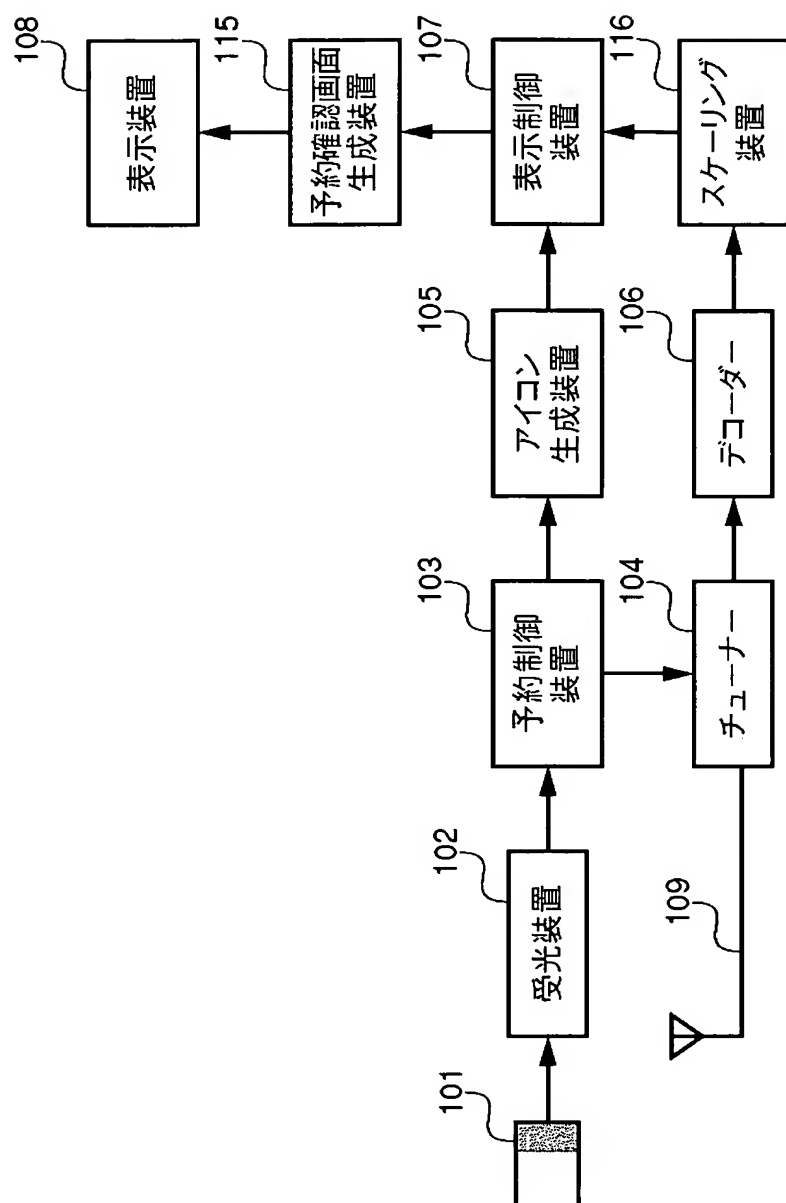 108
表示装置
115
予約確認画面
生成装置
107
表示制御
装置
116
スケーリング
装置
105
アイコン
生成装置
106
デコーダー
103
予約制御
装置
104
チューナー
102
受光装置
109
101